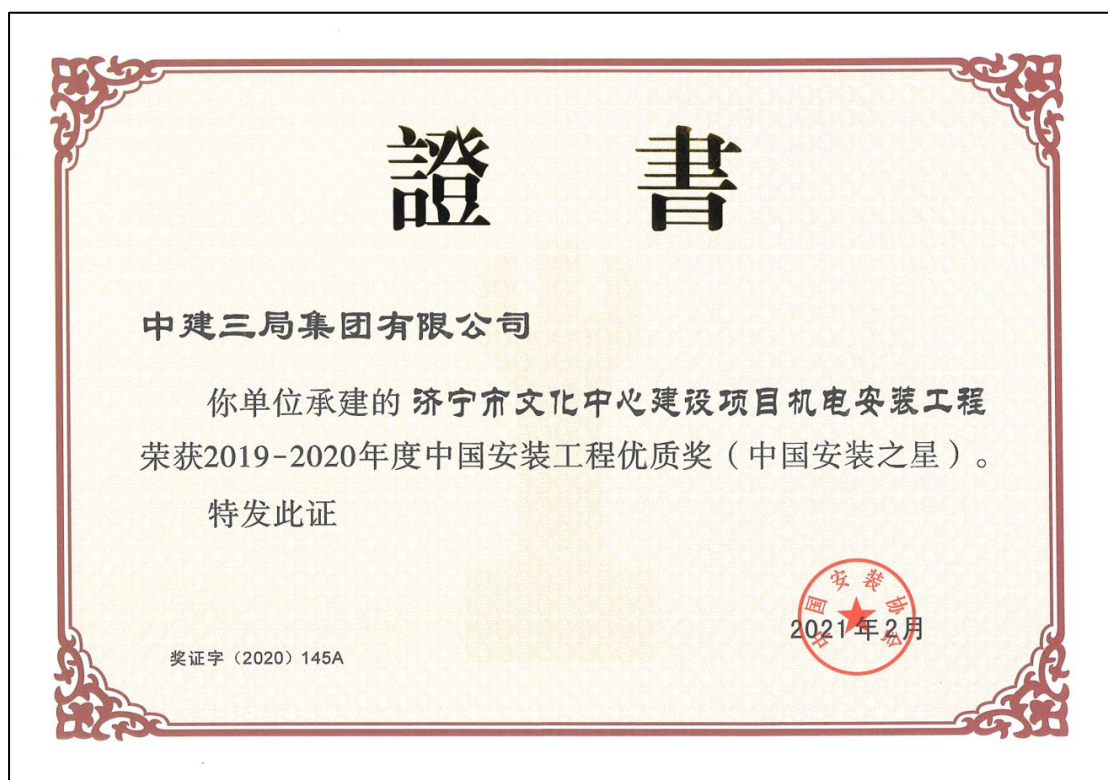 證書
中建三局集团有限公司
你单位承建的 济宁市文化中心建设项目机电安装工程
荣获2019-2020年度中国安装工程优质奖（中国安装之星）。
特发此证
中国安装协会
2021年2月
奖证字（2020）145A